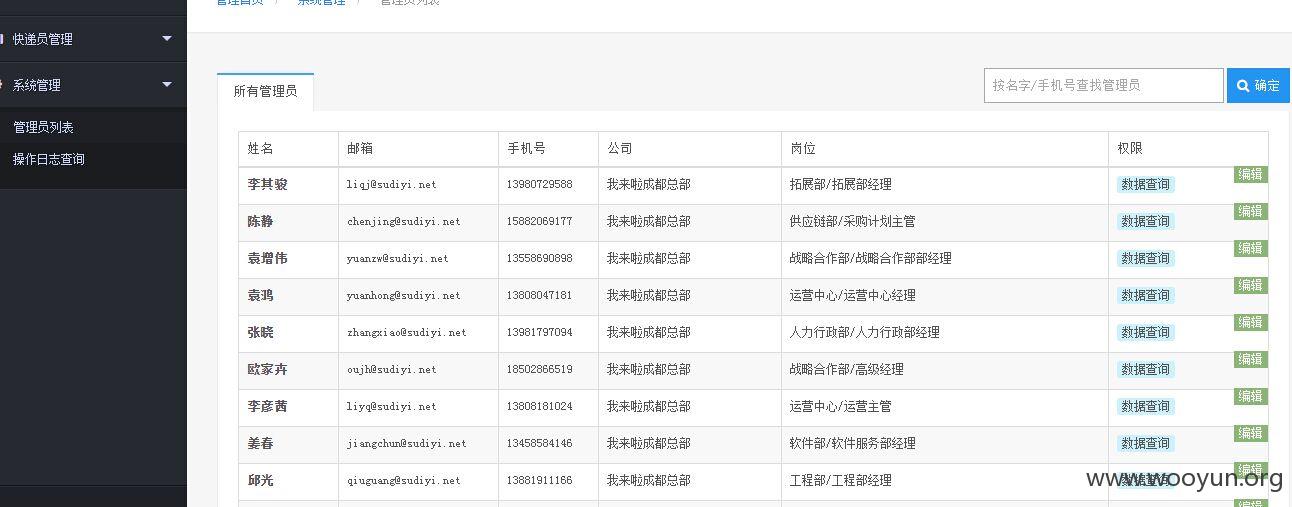 管理首页 / 系统管理 / 管理员列表
快递员管理
系统管理
管理员列表
操作日志查询
所有管理员
按名字/手机号查找管理员 确定
姓名 邮箱 手机号 公司 岗位 权限
李其骏 liqj@sudiyi.net 13980729588 我来啦成都总部 拓展部/拓展部经理 数据查询 编辑
陈静 chenjing@sudiyi.net 15882069177 我来啦成都总部 供应链部/采购计划主管 数据查询 编辑
袁增伟 yuanzw@sudiyi.net 13558690898 我来啦成都总部 战略合作部/战略合作部部经理 数据查询 编辑
袁鸿 yuanhong@sudiyi.net 13808047181 我来啦成都总部 运营中心/运营中心经理 数据查询 编辑
张晓 zhangxiao@sudiyi.net 13981797094 我来啦成都总部 人力行政部/人力行政部经理 数据查询 编辑
欧家卉 oujh@sudiyi.net 18502866519 我来啦成都总部 战略合作部/高级经理 数据查询 编辑
李彦茜 liyq@sudiyi.net 13808181024 我来啦成都总部 运营中心/运营主管 数据查询 编辑
姜春 jiangchun@sudiyi.net 13458584146 我来啦成都总部 软件部/软件服务部经理 数据查询 编辑
邱光 qiuguang@sudiyi.net 13881911166 我来啦成都总部 工程部/工程部经理 数据查询 编辑
www.wooyun.org
编辑